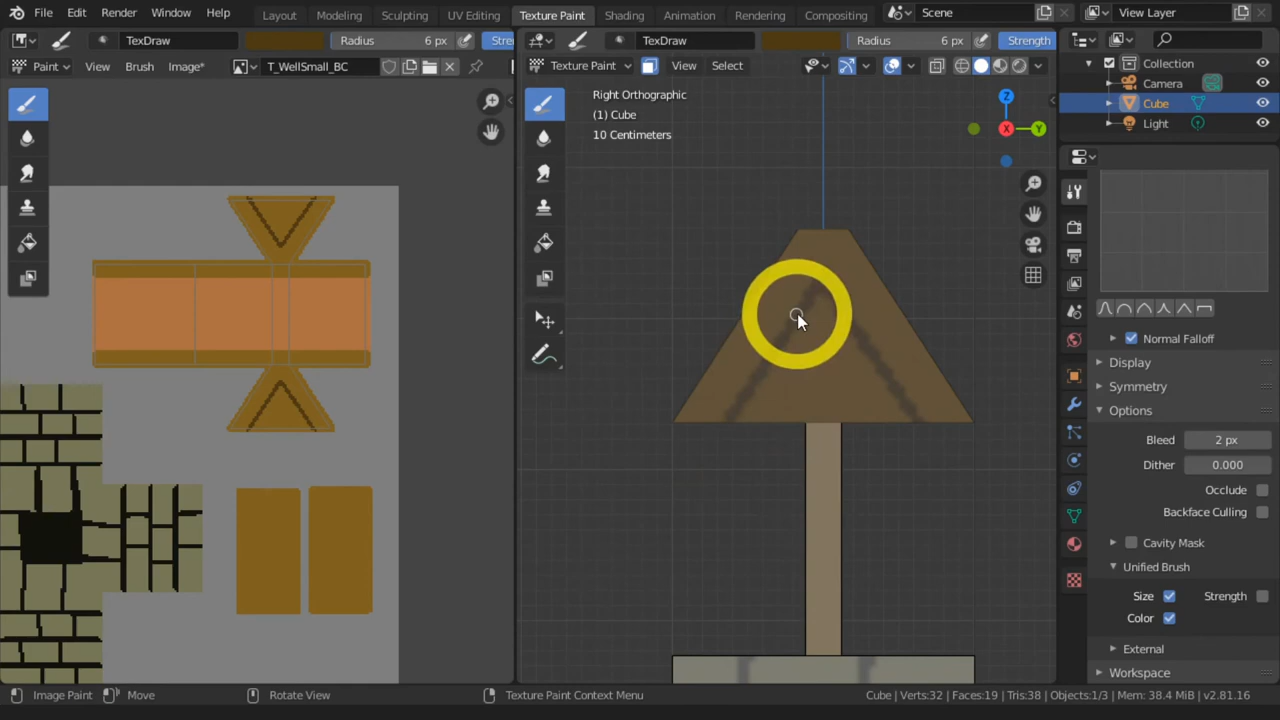 File Edit Render Window Help Layout Modeling Sculpting UV Editing Texture Paint Shading Animation Rendering Compositing Scene View Layer
TexDraw Radius 6 px Stre TexDraw Radius 6 px Strength
Paint View Brush Image* T_WellSmall_BC Texture Paint View Select
Collection
Camera
Cube
Light
Right Orthographic
(1) Cube
10 Centimeters
Z
X
Y
Normal Falloff
Display
Symmetry
Options
Bleed 2 px
Dither 0.000
Occlude
Backface Culling
Cavity Mask
Unified Brush
Size Strength
Color
External
Workspace
Image Paint Move Rotate View Texture Paint Context Menu Cube | Verts:32 | Faces:19 | Tris:38 | Objects:1/3 | Mem: 38.4 MiB | v2.81.16